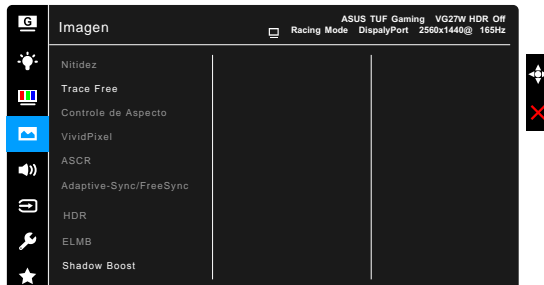 G
Imagen
ASUS TUF Gaming VG27W HDR Off
Racing Mode DispalyPort 2560x1440@ 165Hz
Nitidez
Trace Free
Controle de Aspecto
VividPixel
ASCR
Adaptive-Sync/FreeSync
HDR
ELMB
Shadow Boost